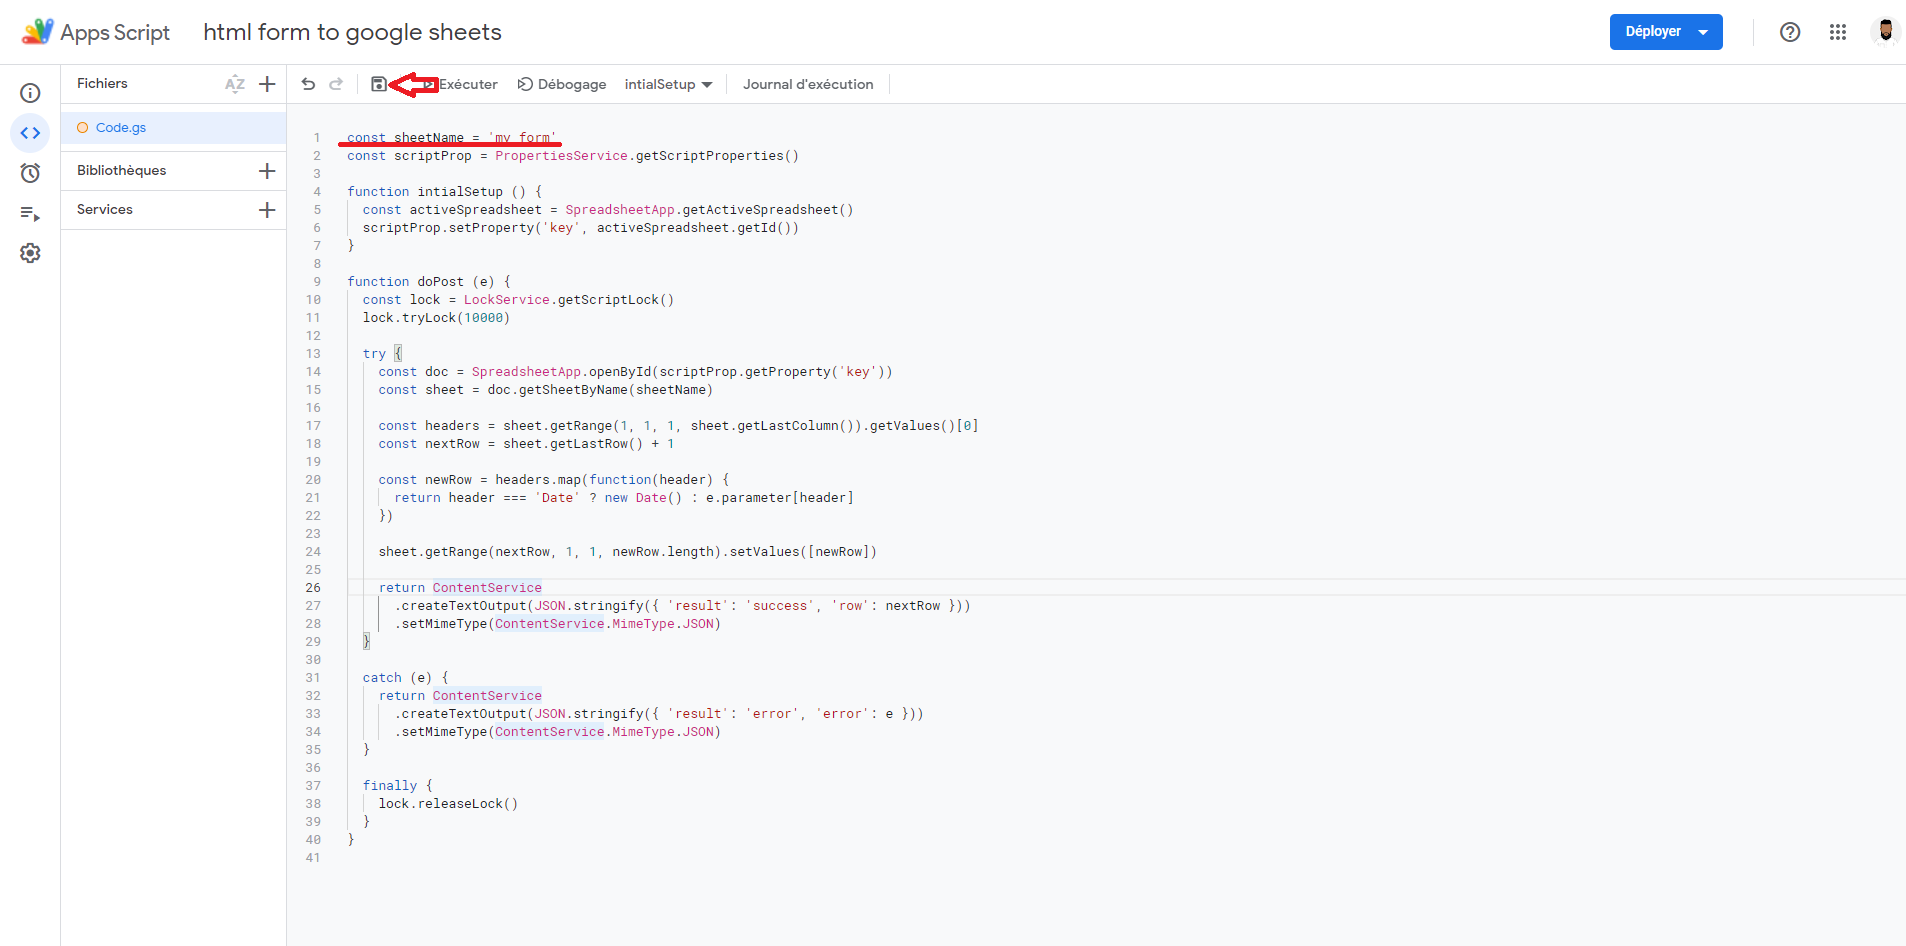 Apps Script html form to google sheets Déployer
Fichiers AZ Exécuter Débogage intialSetup Journal d'exécution
Code.gs
Bibliothèques
Services
1 const sheetName = 'my form'
2 const scriptProp = PropertiesService.getScriptProperties()
3
4 function intialSetup () {
5 const activeSpreadsheet = SpreadsheetApp.getActiveSpreadsheet()
6 scriptProp.setProperty('key', activeSpreadsheet.getId())
7 }
8
9 function doPost (e) {
10 const lock = LockService.getScriptLock()
11 lock.tryLock(10000)
12
13 try {
14 const doc = SpreadsheetApp.openById(scriptProp.getProperty('key'))
15 const sheet = doc.getSheetByName(sheetName)
16
17 const headers = sheet.getRange(1, 1, 1, sheet.getLastColumn()).getValues()[0]
18 const nextRow = sheet.getLastRow() + 1
19
20 const newRow = headers.map(function(header) {
21 return header === 'Date' ? new Date() : e.parameter[header]
22 })
23
24 sheet.getRange(nextRow, 1, 1, newRow.length).setValues([newRow])
25
26 return ContentService
27 .createTextOutput(JSON.stringify({ 'result': 'success', 'row': nextRow }))
28 .setMimeType(ContentService.MimeType.JSON)
29 }
30
31 catch (e) {
32 return ContentService
33 .createTextOutput(JSON.stringify({ 'result': 'error', 'error': e }))
34 .setMimeType(ContentService.MimeType.JSON)
35 }
36
37 finally {
38 lock.releaseLock()
39 }
40 }
41